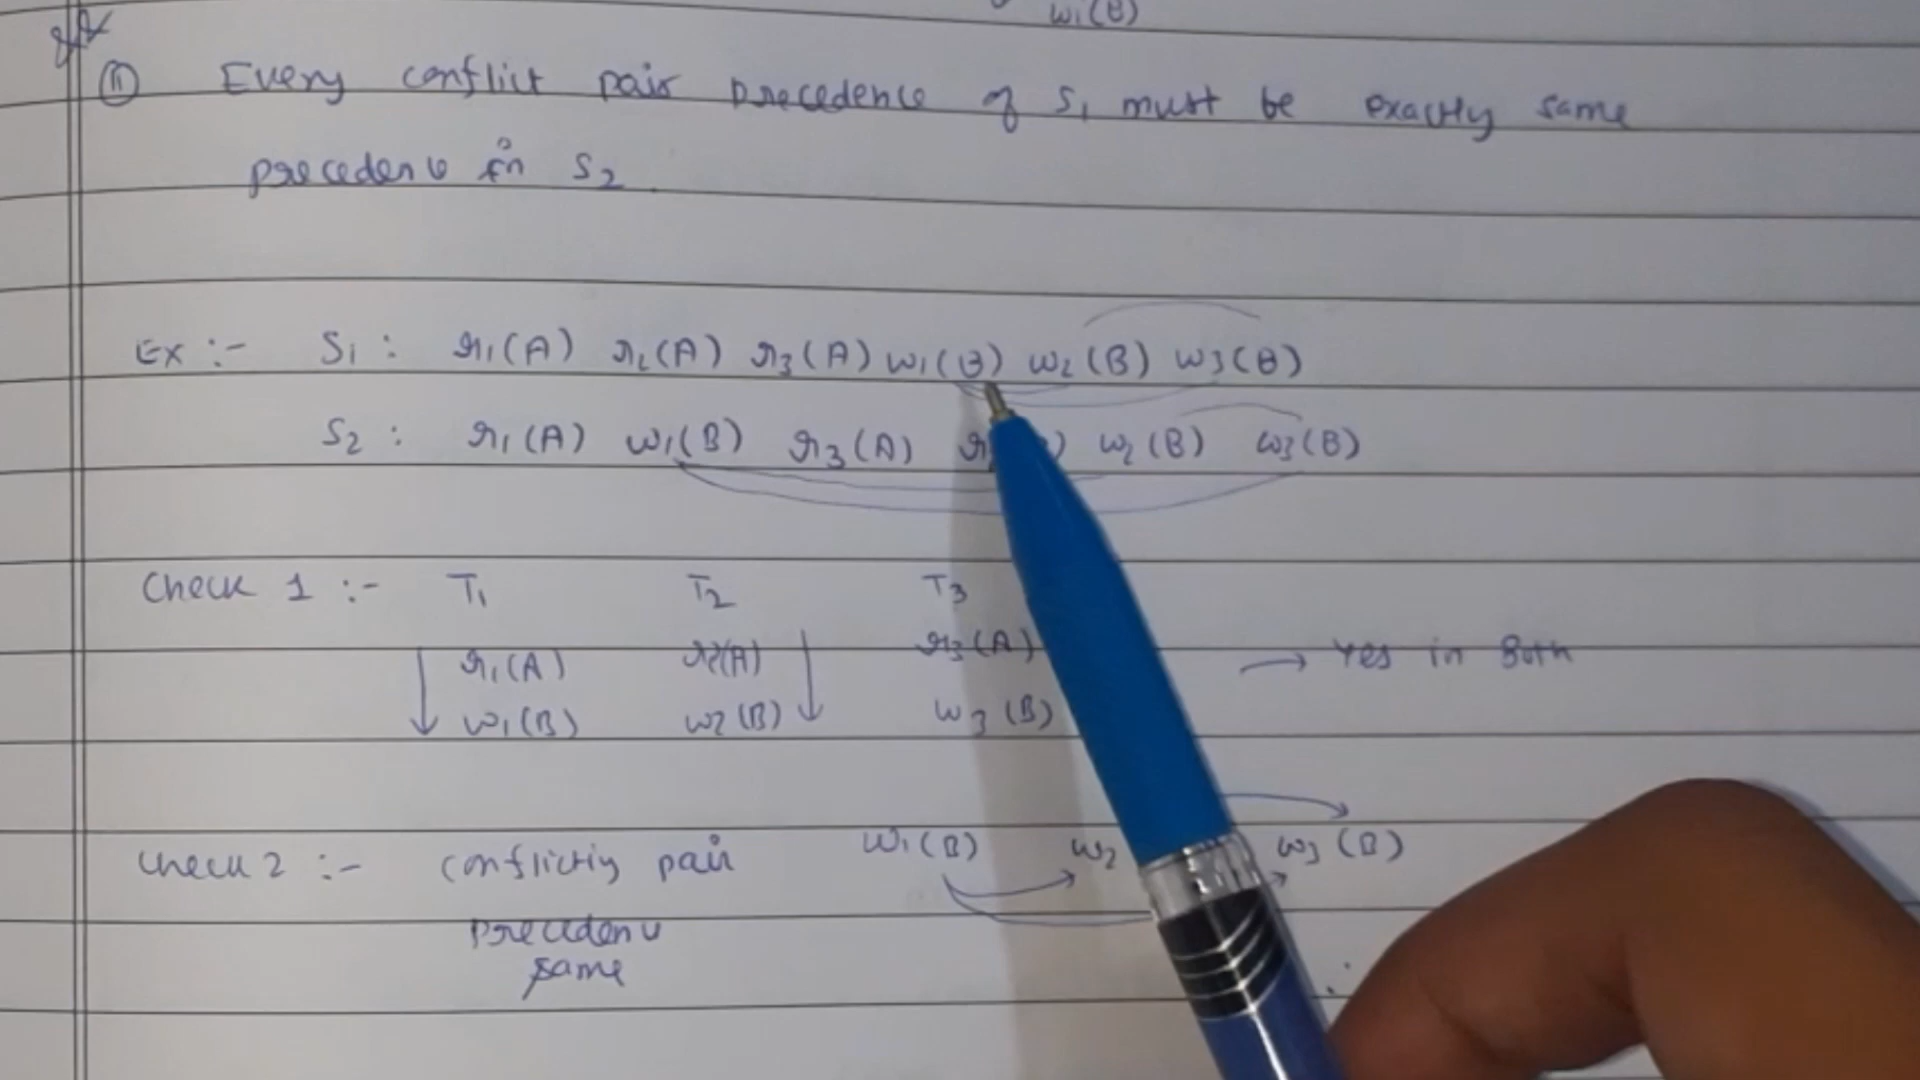 w1(B)
(11) Every conflict pair precedence of S1 must be exactly same
precedence in S2.
Ex :- S1 : r1(A) r2(A) r3(A) w1(B) w2(B) w3(B)
S2 : r1(A) w1(B) r3(A) w2(B) w3(B)
Check 1 :- T1 T2 T3
r1(A) r2(A) r3(A) → Yes in Both
w1(B) w2(B) w3(B)
Check 2 :- conflicting pair w1(B) w2 w3(B)
precedence
same